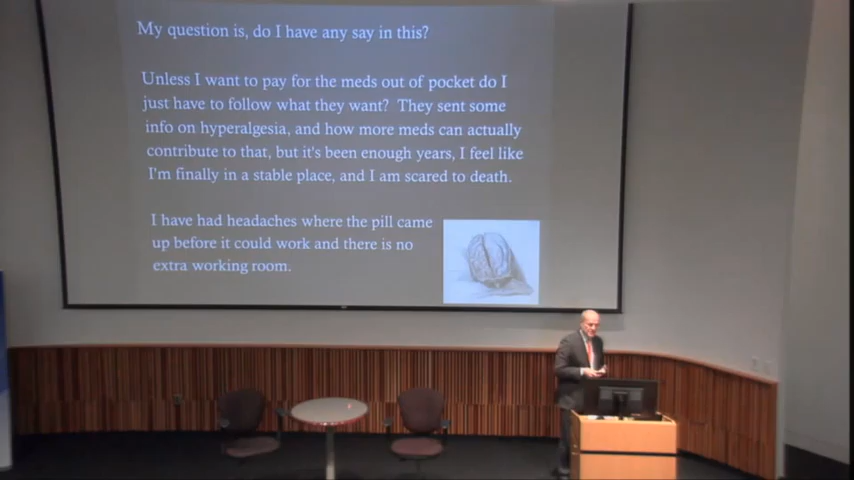 My question is, do I have any say in this?
Unless I want to pay for the meds out of pocket do I
just have to follow what they want? They sent some
info on hyperalgesia, and how more meds can actually
contribute to that, but it's been enough years, I feel like
I'm finally in a stable place, and I am scared to death.
I have had headaches where the pill came
up before it could work and there is no
extra working room.